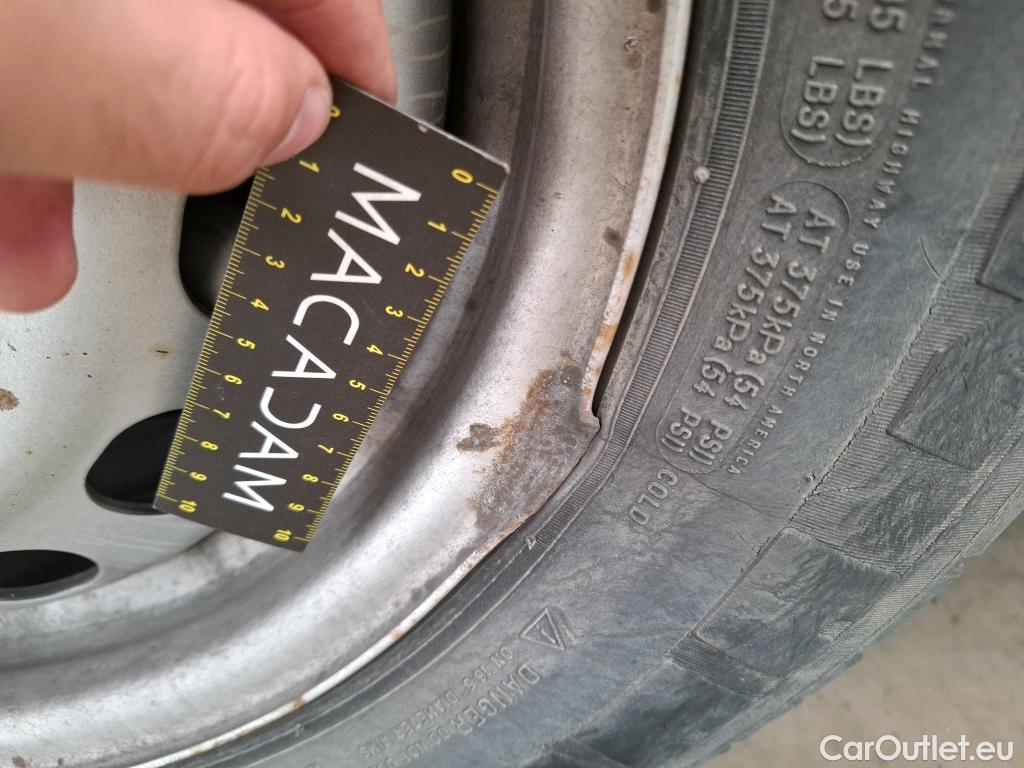 MACADAM
0 1 2 3 4 5 6 7 8 9 10
0 1 2 3 4 5 6 7 8 9 10
LBS)
LBS)
HIGHWAY USE IN NORTH AMERICA
AT 375kPa (54 PSI)
AT 375kPa (54 PSI) COLD
DANGER
CarOutlet.eu